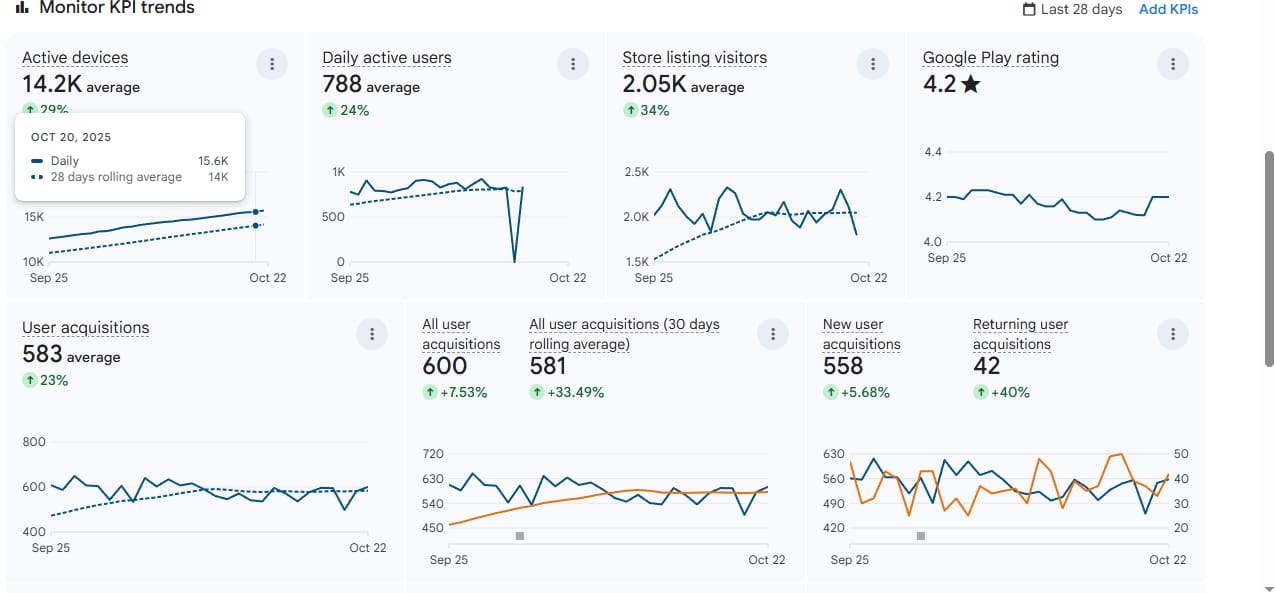 Monitor KPI trends
Last 28 days Add KPIs
Active devices
14.2K average
29%
OCT 20, 2025
Daily 15.6K
28 days rolling average 14K
15K
10K
Sep 25 Oct 22
Daily active users
788 average
24%
1K
500
0
Sep 25 Oct 22
Store listing visitors
2.05K average
34%
2.5K
2.0K
1.5K
Sep 25 Oct 22
Google Play rating
4.2★
4.4
4.2
4.0
Sep 25 Oct 22
User acquisitions
583 average
23%
800
600
400
Sep 25 Oct 22
All user
acquisitions
600
+7.53%
All user acquisitions (30 days
rolling average)
581
+33.49%
720
630
540
450
Sep 25 Oct 22
New user
acquisitions
558
+5.68%
Returning user
acquisitions
42
+40%
630 50
560 40
490 30
420 20
Sep 25 Oct 22